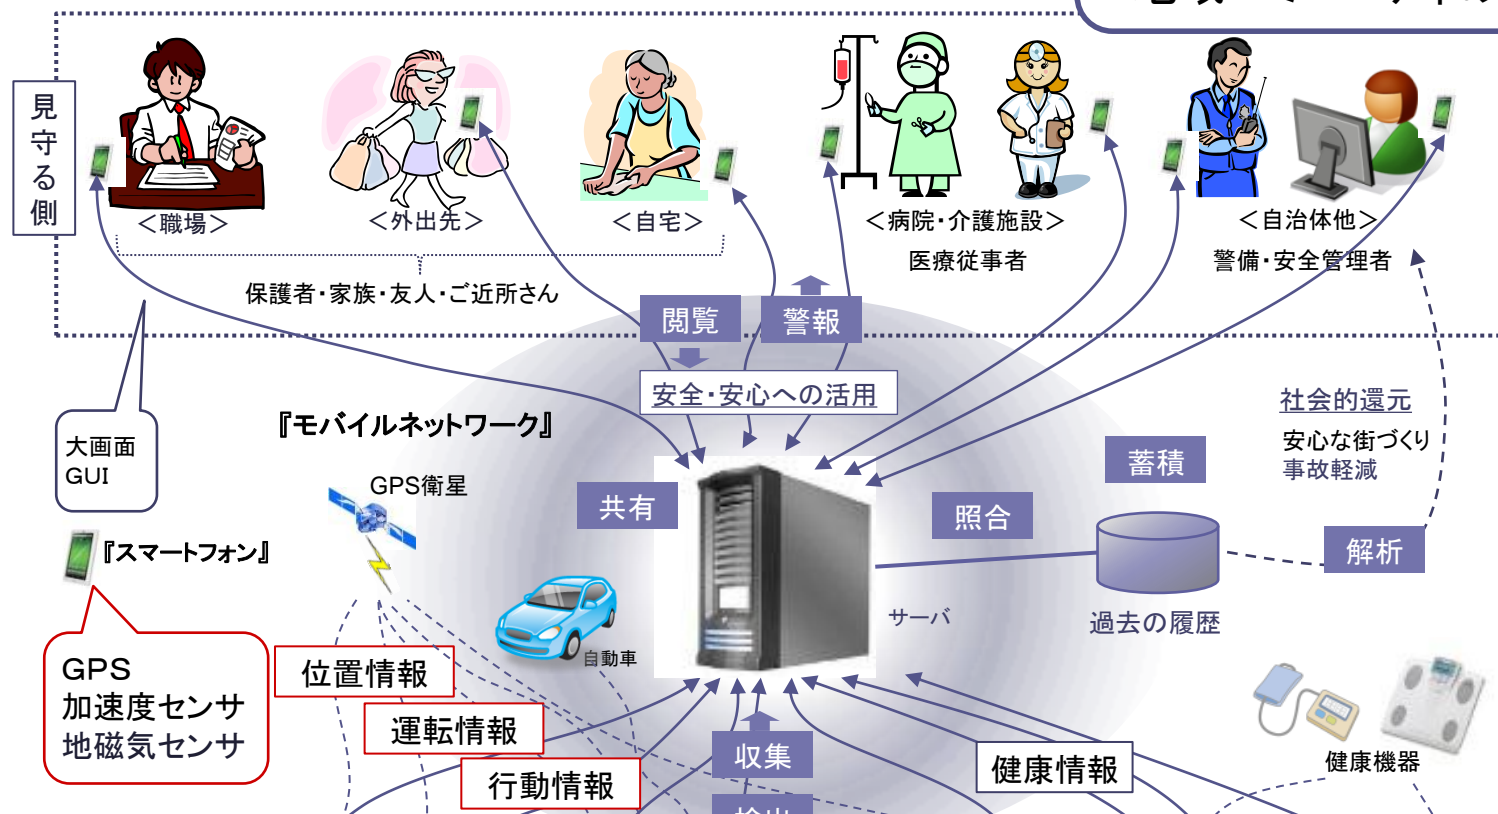 見守る側
＜職場＞
＜外出先＞
＜自宅＞
＜病院・介護施設＞
＜自治体他＞
医療従事者
警備・安全管理者
保護者・家族・友人・ご近所さん
閲覧
警報
安全・安心への活用
大画面
GUI
『モバイルネットワーク』
GPS衛星
社会的還元
安心な街づくり
事故軽減
蓄積
共有
照合
解析
『スマートフォン』
サーバ
過去の履歴
自動車
GPS
加速度センサ
地磁気センサ
位置情報
運転情報
行動情報
収集
健康情報
健康機器